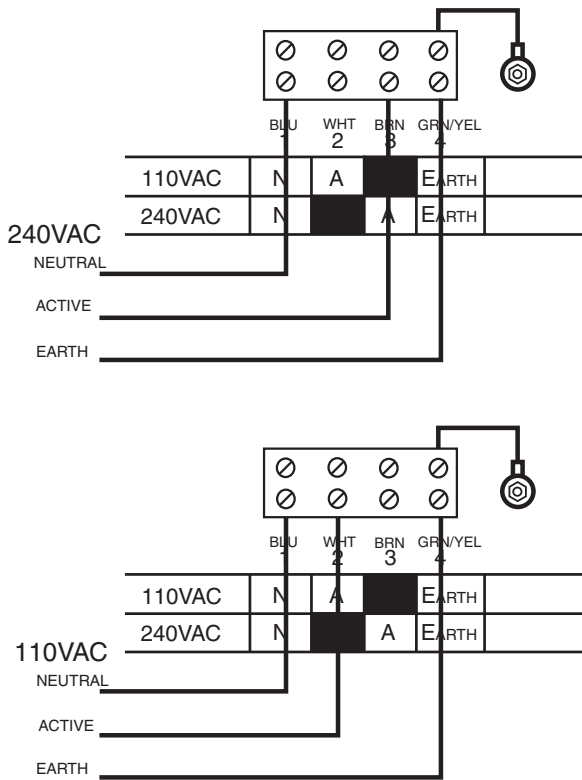 BLU WHT BRN GRN/YEL
1 2 3 4
110VAC N A EARTH
240VAC N A EARTH
240VAC
NEUTRAL
ACTIVE
EARTH
BLU WHT BRN GRN/YEL
1 2 3 4
110VAC N A EARTH
240VAC N A EARTH
110VAC
NEUTRAL
ACTIVE
EARTH